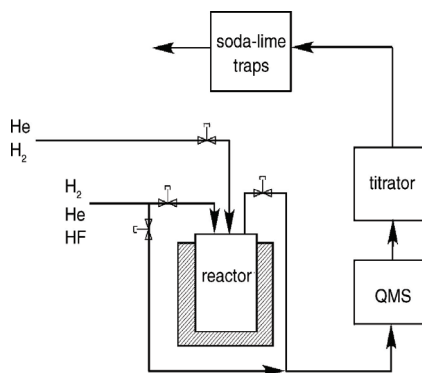 soda-lime
traps
He
H₂
H₂
He
HF
reactor
titrator
QMS